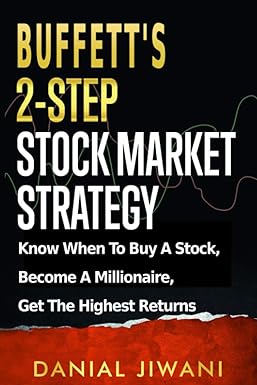 BUFFETT'S
2-STEP
STOCK MARKET
STRATEGY
Know When To Buy A Stock,
Become A Millionaire,
Get The Highest Returns
DANIAL JIWANI